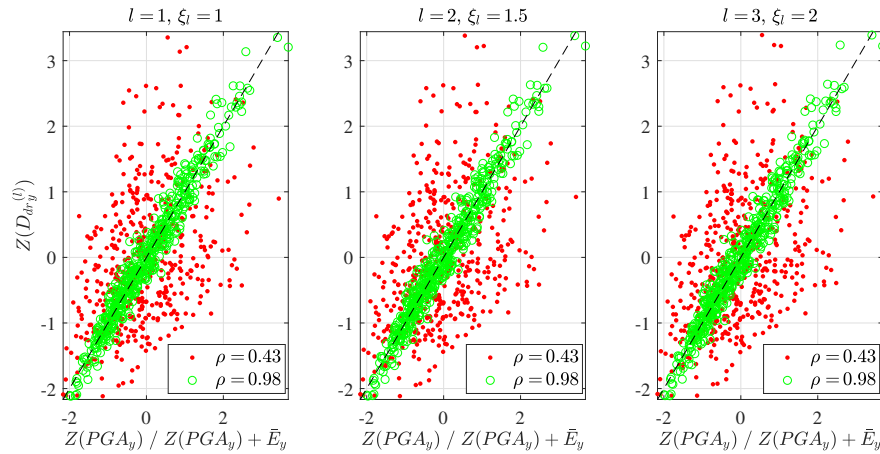 l = 1, ξ_l = 1
l = 2, ξ_l = 1.5
l = 3, ξ_l = 2
Z(D_{dr_y}^{(l)})
3
2
1
0
-1
-2
3
2
1
0
-1
-2
3
2
1
0
-1
-2
ρ = 0.43
ρ = 0.98
ρ = 0.43
ρ = 0.98
ρ = 0.43
ρ = 0.98
-2 0 2
-2 0 2
-2 0 2
Z(PGA_y) / Z(PGA_y) + Ē_y
Z(PGA_y) / Z(PGA_y) + Ē_y
Z(PGA_y) / Z(PGA_y) + Ē_y